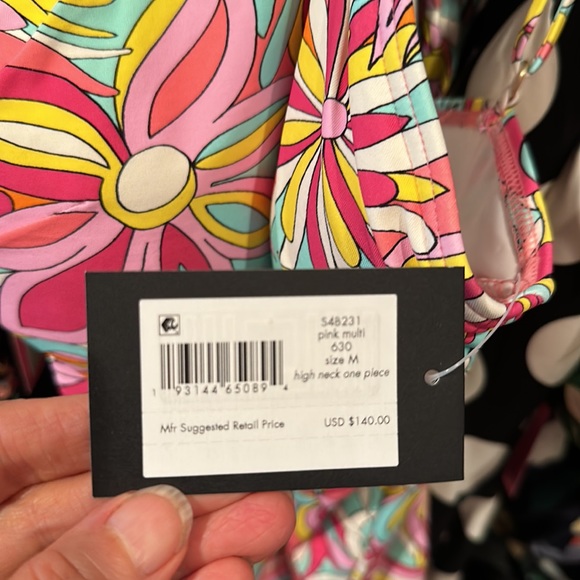 S48231
pink multi
630
size M
high neck one piece
1 93144 65089 4
Mfr Suggested Retail Price USD $140.00